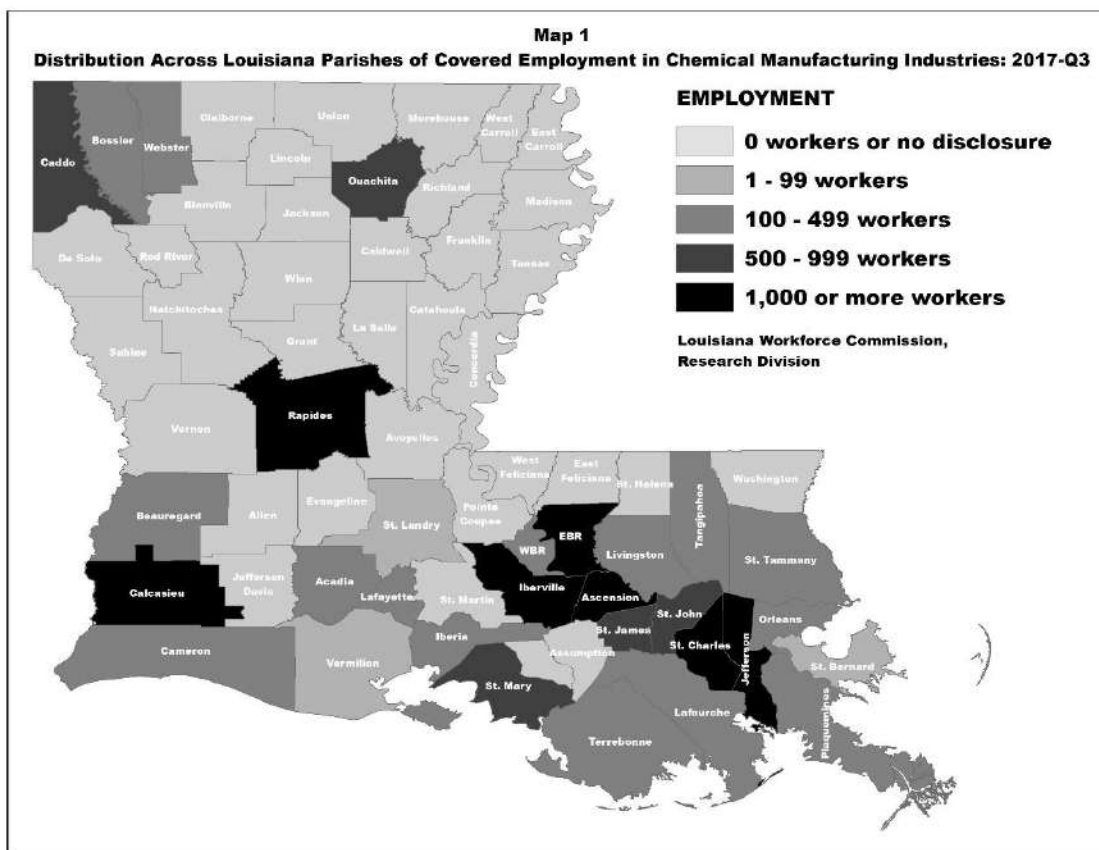 Map 1
Distribution Across Louisiana Parishes of Covered Employment in Chemical Manufacturing Industries: 2017-Q3
EMPLOYMENT
0 workers or no disclosure
1 - 99 workers
100 - 499 workers
500 - 999 workers
1,000 or more workers
Louisiana Workforce Commission,
Research Division
Caddo
Bossier
Webster
Claiborne
Union
Morehouse
West
Carroll
East
Carroll
Lincoln
Ouachita
Richland
Madison
Bienville
Jackson
Caldwell
Franklin
Tensas
De Soto
Red River
Winn
Natchitoches
Sabine
Grant
La Salle
Catahoula
Concordia
Vernon
Rapides
Avoyelles
Beauregard
Allen
Evangeline
St. Landry
Pointe
Coupee
West
Feliciana
East
Feliciana
St. Helena
Tangipahoa
Washington
Calcasieu
Jefferson
Davis
Acadia
Lafayette
St. Martin
Iberville
WBR
EBR
Livingston
St. Tammany
Ascension
Cameron
Vermilion
Iberia
St. Mary
Assumption
St. James
St. John
St. Charles
Jefferson
Orleans
St. Bernard
Plaquemines
Lafourche
Terrebonne